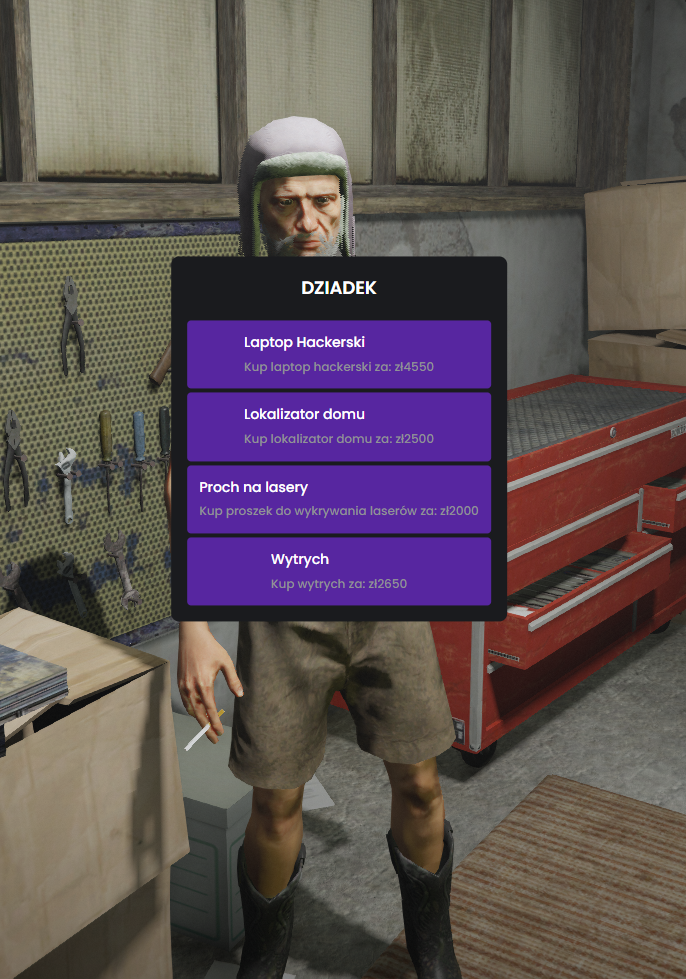 DZIADEK
Laptop Hackerski
Kup laptop hackerski za: zł4550
Lokalizator domu
Kup lokalizator domu za: zł2500
Proch na lasery
Kup proszek do wykrywania laserów za: zł2000
Wytrych
Kup wytrych za: zł2650